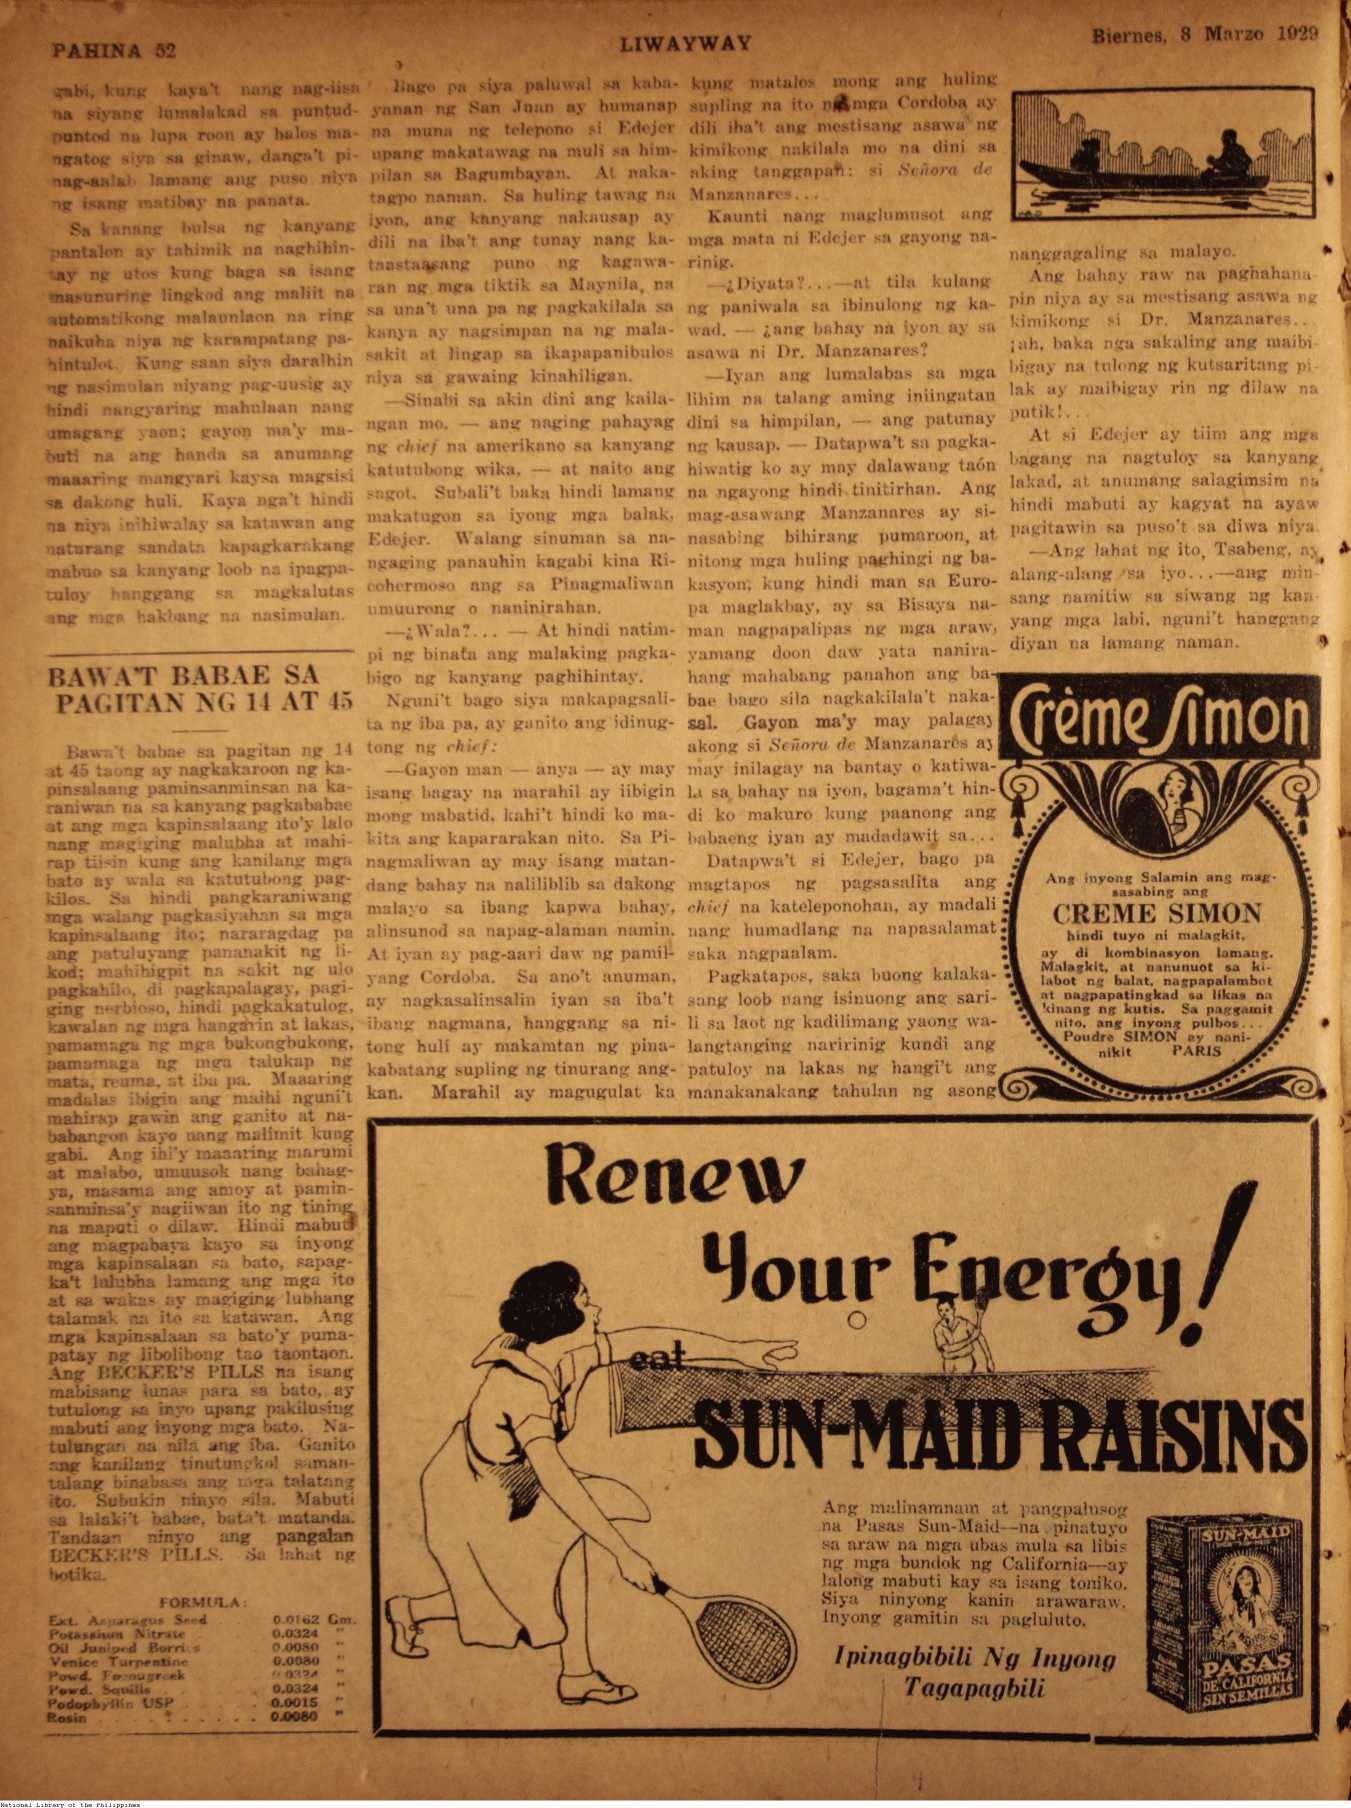 PAHINA 52
LIWAYWAY
Biernes, 8 Marzo 1929
gabi, kung kaya't nang nag-iisa
na siyang lumalakad sa puntud-
puntod na lupa roon ay halos ma-
ngatog siya sa ginaw, danga't pi-
nag-aalab lamang ang puso niya
ng isang matibay na panata.
Sa kanang bulsa ng kanyang
pantalon ay tahimik na naghihin-
tay ng utos kung baga sa isang
masunuring lingkod ang maliit na
automatikong malaunlaon na ring
naikuha niya ng karampatang pa-
hintulot. Kung saan siya daralhin
ng nasimulan niyang pag-uusig ay
hindi nangyaring mahulaan nang
umagang yaon; gayon ma'y ma-
buti na ang handa sa anumang
maaaring mangyari kaysa magsisi
sa dakong huli. Kaya nga't hindi
na niya inihiwalay sa katawan ang
naturang sandata kapagkarakang
mabuo sa kanyang loob na ipagpa-
tuloy hanggang sa magkalutas
ang mga hakbang na nasimulan.
BAWA'T BABAE SA
PAGITAN NG 14 AT 45
Bawa't babae sa pagitan ng 14
at 45 taong ay nagkakaroon ng ka-
pinsalaang paminsanminsan na ka-
raniwan na sa kanyang pagkababae
at ang mga kapinsalaang ito'y lalo
nang magiging malubha at mahi-
rap tiisin kung ang kanilang mga
bato ay wala sa katutubong pag-
kilos. Sa hindi pangkaraniwang
mga walang pagkasiyahan sa mga
kapinsalaang ito; nararagdag pa
ang patuluyang pananakit ng li-
kod; mahihigpit na sakit ng ulo
pagkahilo, di pagkapalagay, pagi-
ging nerbioso, hindi pagkakatulog,
kawalan ng mga hangarin at lakas,
pamamaga ng mga bukongbukong,
pamamaga ng mga talukap ng
mata, reuma, at iba pa. Maaaring
madalas ibigin ang maihi nguni't
mahirap gawin ang ganito at na-
babangon kayo nang malimit kung
gabi. Ang ihi'y maaaring marumi
at malabo, umuusok nang bahag-
ya, masama ang amoy at pamin-
sanminsa'y nagiiwan ito ng tining
na maputi o dilaw. Hindi mabuti
ang magpabaya kayo sa inyong
mga kapinsalaan sa bato, sapag-
ka't lulubha lamang ang mga ito
at sa wakas ay magiging lubhang
talamak na ito sa katawan. Ang
mga kapinsalaan sa bato'y puma-
patay ng libolibong tao taontaon.
Ang BECKER'S PILLS na isang
mabisang lunas para sa bato, ay
tutulong sa inyo upang pakilusing
mabuti ang inyong mga bato. Na-
tulungan na nila ang iba. Ganito
ang kanilang tinutungkol saman-
talang binabasa ang mga talatang
ito. Subukin ninyo sila. Mabuti
sa lalaki't babae, bata't matanda.
Tandaan ninyo ang pangalan
BECKER'S PILLS. Sa lahat ng
botika.
FORMULA:
Ext. Asparagus Seed 0.0162 Gm.
Potassium Nitrate 0.0324 "
Oil Juniped Borries 0.0080 "
Venice Turpentine 0.0080 "
Powd. Foenugreek 0.0324 "
Powd. Squills 0.0324 "
Podophyllin USP 0.0015 "
Rosin 0.0080 "
Bago pa siya paluwal sa kaba-
yanan ng San Juan ay humanap
na muna ng telepono si Edejer
upang makatawag na muli sa him-
pilan sa Bagumbayan. At naka-
tagpo naman. Sa huling tawag na
iyon, ang kanyang nakausap ay
dili na iba't ang tunay nang ka-
taastaasang puno ng kagawa-
ran ng mga tiktik sa Maynila, na
sa una't una pa ng pagkakilala sa
kanya ay nagsimpan na ng mala-
sakit at lingap sa ikapapanibulos
niya sa gawaing kinahiligan.
—Sinabi sa akin dini ang kaila-
ngan mo, — ang naging pahayag
ng chief na amerikano sa kanyang
katutubong wika, — at naito ang
sagot. Subali't baka hindi lamang
makatugon sa iyong mga balak,
Edejer. Walang sinuman sa na-
ngaging panauhin kagabi kina Ri-
cohermoso ang sa Pinagmaliwan
umuurong o naninirahan.
—¿Wala?... — At hindi natim-
pi ng binata ang malaking pagka-
bigo ng kanyang paghihintay.
Nguni't bago siya makapagsali-
ta ng iba pa, ay ganito ang idinug-
tong ng chief:
—Gayon man — anya — ay may
isang bagay na marahil ay iibigin
mong mabatid, kahi't hindi ko ma-
kita ang kapararakan nito. Sa Pi-
nagmaliwan ay may isang matan-
dang bahay na naliliblib sa dakong
malayo sa ibang kapwa bahay,
alinsunod sa napag-alaman namin.
At iyan ay pag-aari daw ng pamil-
yang Cordoba. Sa ano't anuman,
ay nagkasalinsalin iyan sa iba't
ibang nagmana, hanggang sa ni-
tong huli ay makamtan ng pina-
kabatang supling ng tinurang ang-
kan. Marahil ay magugulat ka
kung matalos mong ang huling
supling na ito ng mga Cordoba ay
dili iba't ang mestisang asawa ng
kimikong nakilala mo na dini sa
aking tanggapan: si Señora de
Manzanares...
Kaunti nang maglumusot ang
mga mata ni Edejer sa gayong na-
rinig.
—¿Diyata?...—at tila kulang
ng paniwala sa ibinulong ng ka-
wad. — ¿ang bahay na iyon ay sa
asawa ni Dr. Manzanares?
—Iyan ang lumalabas sa mga
lihim na talang aming iniingatan
dini sa himpilan, — ang patunay
ng kausap. — Datapwa't sa pagka-
hiwatig ko ay may dalawang taón
na ngayong hindi tinitirhan. Ang
mag-asawang Manzanares ay si-
nasabing bihirang pumaroon, at
nitong mga huling paghingi ng ba-
kasyon, kung hindi man sa Euro-
pa maglakbay, ay sa Bisaya na-
man nagpapalipas ng mga araw,
yamang doon daw yata nanira-
hang mahabang panahon ang ba-
bae bago sila nagkakilala't naka-
sal. Gayon ma'y may palagay
akong si Señora de Manzanares ay
may inilagay na bantay o katiwa-
la sa bahay na iyon, bagama't hin-
di ko makuro kung paanong ang
babaeng iyan ay madadawit sa...
Datapwa't si Edejer, bago pa
magtapos ng pagsasalita ang
chief na kateleponohan, ay madali
nang humadlang na napasalamat
saka nagpaalam.
Pagkatapos, saka buong kalaka-
sang loob nang isinuong ang sari-
li sa laot ng kadilimang yaong wa-
langtanging naririnig kundi ang
patuloy na lakas ng hangi't ang
manakanakang tahulan ng asong
nanggagaling sa malayo.
Ang bahay raw na paghahana-
pin niya ay sa mestisang asawa ng
kimikong si Dr. Manzanares...
¡ah, baka nga sakaling ang maibi-
bigay na tulong ng kutsaritang pi-
lak ay maibigay rin ng dilaw na
putik!...
At si Edejer ay tiim ang mga
bagang na nagtuloy sa kanyang
lakad, at anumang salagimsim na
hindi mabuti ay kagyat na ayaw
pagitawin sa puso't sa diwa niya.
—Ang lahat ng ito, Tsabeng, ay
alang-alang sa iyo...—ang min-
sang namitiw sa siwang ng kan-
yang mga labi, nguni't hanggang
diyan na lamang naman.
Crème Simon
Ang inyong Salamin ang mag-
sasabing ang
CREME SIMON
hindi tuyo ni malagkit,
ay di kombinasyon lamang.
Malagkit, at nanunuot sa ki-
labot ng balat, nagpapalambot
at nagpapatingkad sa likas na
kinang ng kutis. Sa paggamit
nito, ang inyong pulbos...
Poudre SIMON ay nani-
nikit PARIS
Renew
Your Energy!
eat
SUN-MAID RAISINS
Ang malinamnam at pangpalusog
na Pasas Sun-Maid—na pinatuyo
sa araw na mga ubas mula sa libis
ng mga bundok ng California—ay
lalong mabuti kay sa isang toniko.
Siya ninyong kanin arawaraw.
Inyong gamitin sa pagluluto.
Ipinagbibili Ng Inyong
Tagapagbili
SUN-MAID
PASAS
DE CALIFORNIA
SIN SEMILLAS
National Library of the Philippines